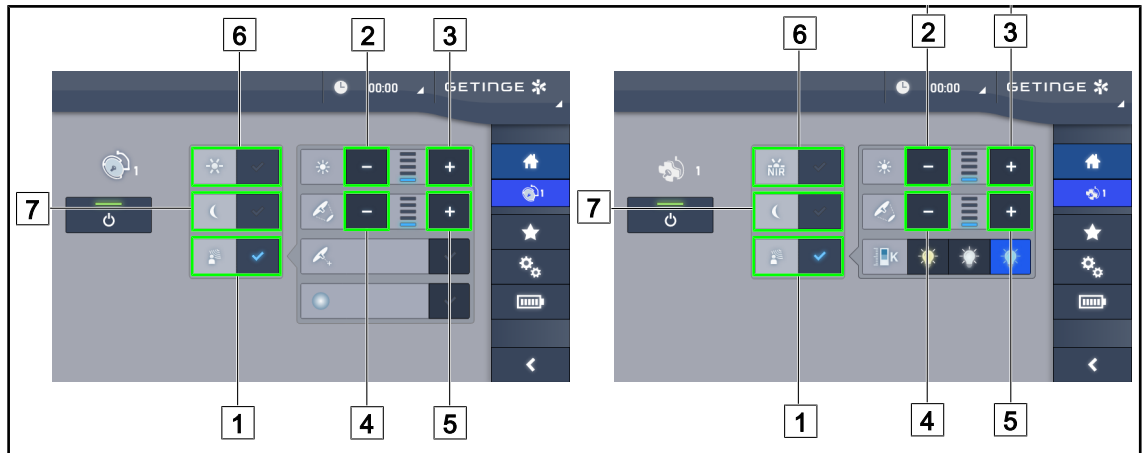 6 2 3 6 2 3
00:00 GETINGE 00:00 GETINGE
1 NIR 1
1 1
7 7
K
1 4 5 1 4 5